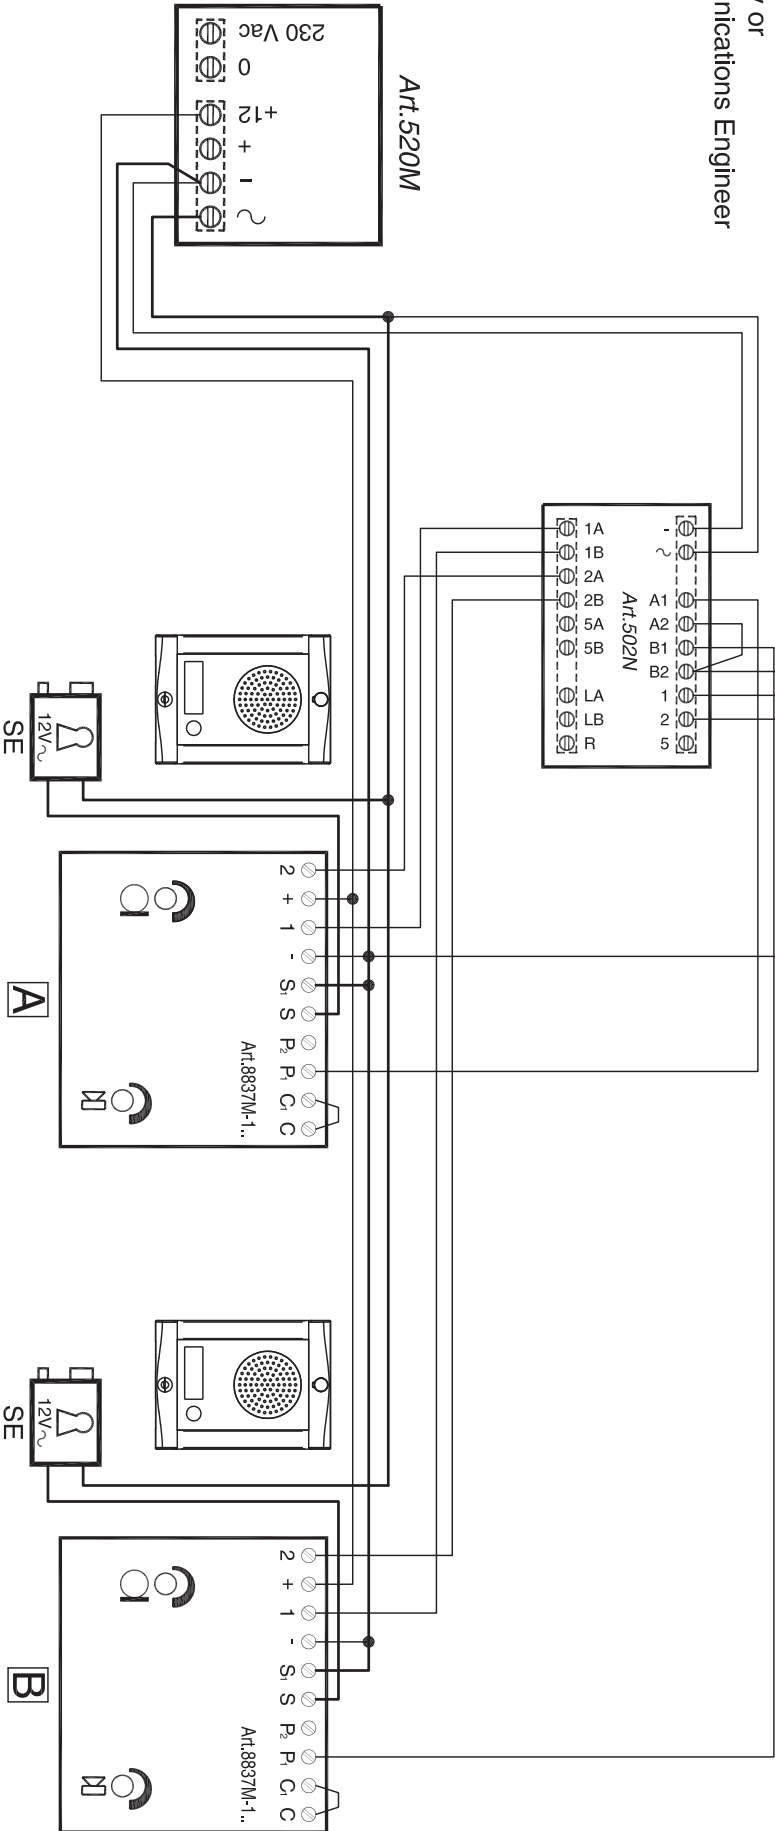 y or
nications Engineer
Art.520M
230 Vac
0
+12
+
-
~
Art.502N
-
~
A1
A2
B1
B2
1
2
5
1A
1B
2A
2B
5A
5B
LA
LB
R
12V~
SE
2
+
1
-
S1
S
P2
P1
C1
C
Art.8837M-1..
A
12V~
SE
2
+
1
-
S1
S
P2
P1
C1
C
Art.8837M-1..
B